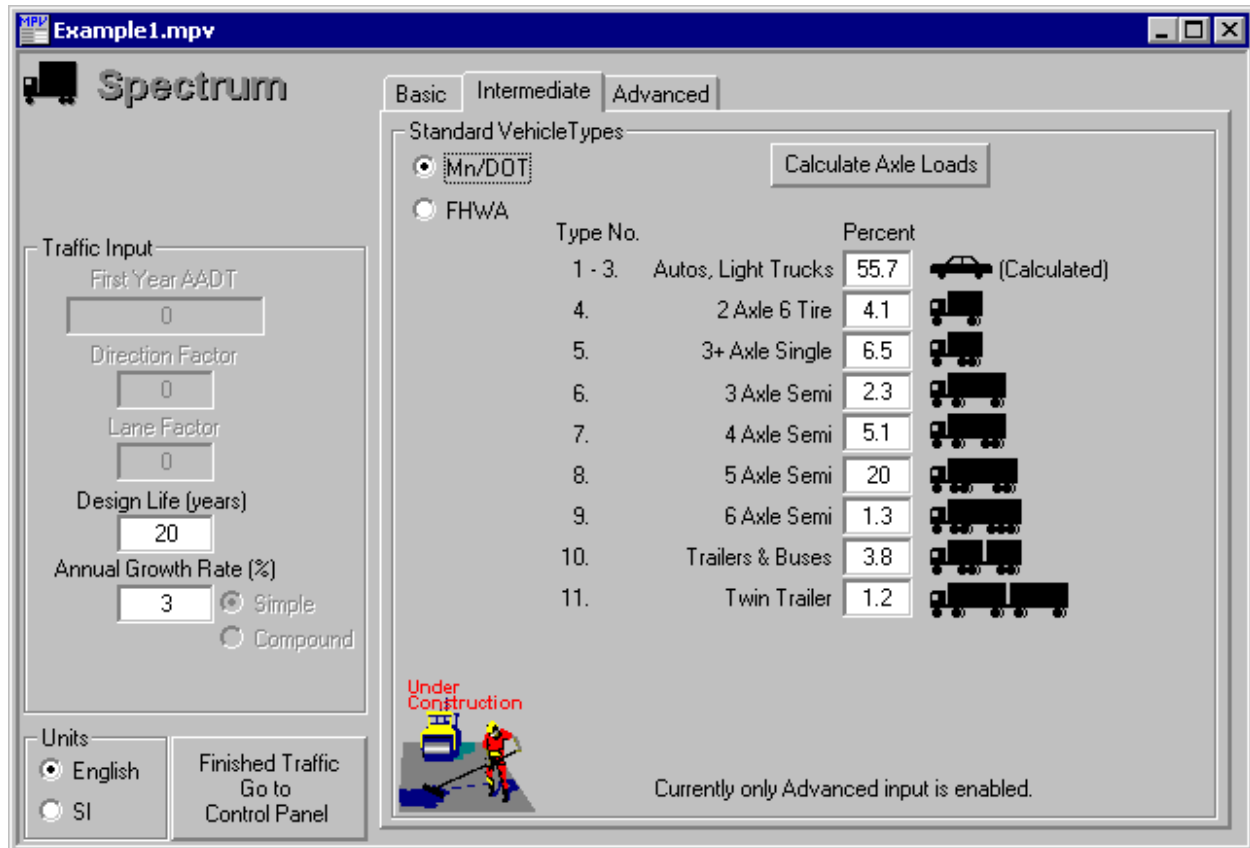 MPV Example1.mpv
Spectrum
Basic Intermediate Advanced
Standard VehicleTypes
Mn/DOT
Calculate Axle Loads
FHWA
Type No. Percent
1 - 3. Autos, Light Trucks 55.7 (Calculated)
4. 2 Axle 6 Tire 4.1
5. 3+ Axle Single 6.5
6. 3 Axle Semi 2.3
7. 4 Axle Semi 5.1
8. 5 Axle Semi 20
9. 6 Axle Semi 1.3
10. Trailers & Buses 3.8
11. Twin Trailer 1.2
Traffic Input
First Year AADT
0
Direction Factor
0
Lane Factor
0
Design Life (years)
20
Annual Growth Rate (%)
3 Simple
Compound
Units
English
SI
Finished Traffic
Go to
Control Panel
Under
Construction
Currently only Advanced input is enabled.